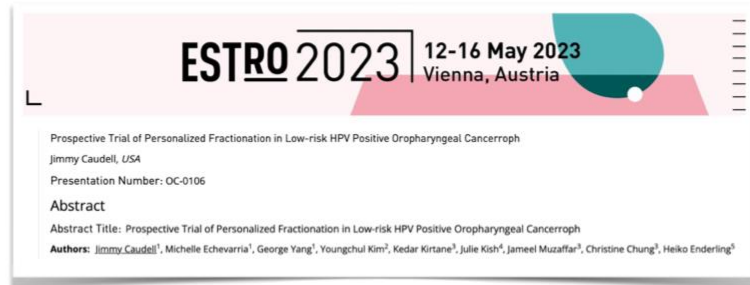 ESTRO 2023
12-16 May 2023
Vienna, Austria
Prospective Trial of Personalized Fractionation in Low-risk HPV Positive Oropharyngeal Cancerroph
Jimmy Caudell, USA
Presentation Number: OC-0106
Abstract
Abstract Title: Prospective Trial of Personalized Fractionation in Low-risk HPV Positive Oropharyngeal Cancerroph
Authors: Jimmy Caudell¹, Michelle Echevarria¹, George Yang¹, Youngchul Kim², Kedar Kirtane³, Julie Kish⁴, Jameel Muzaffar³, Christine Chung³, Heiko Enderling⁵